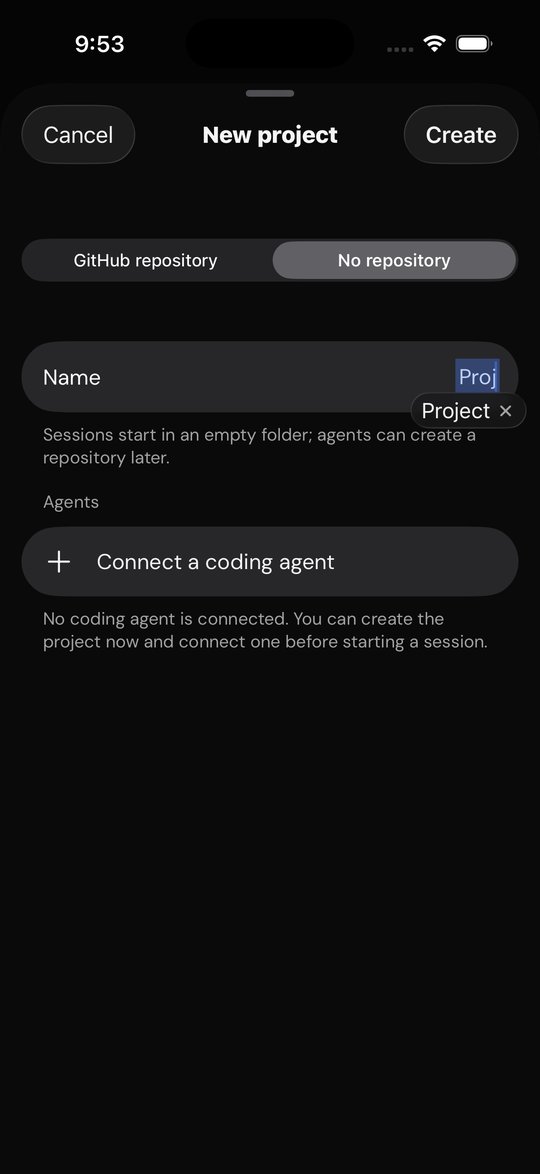 9:53
Cancel
New project
Create
GitHub repository
No repository
Name
Proj
Project
Sessions start in an empty folder; agents can create a
repository later.
Agents
Connect a coding agent
No coding agent is connected. You can create the
project now and connect one before starting a session.